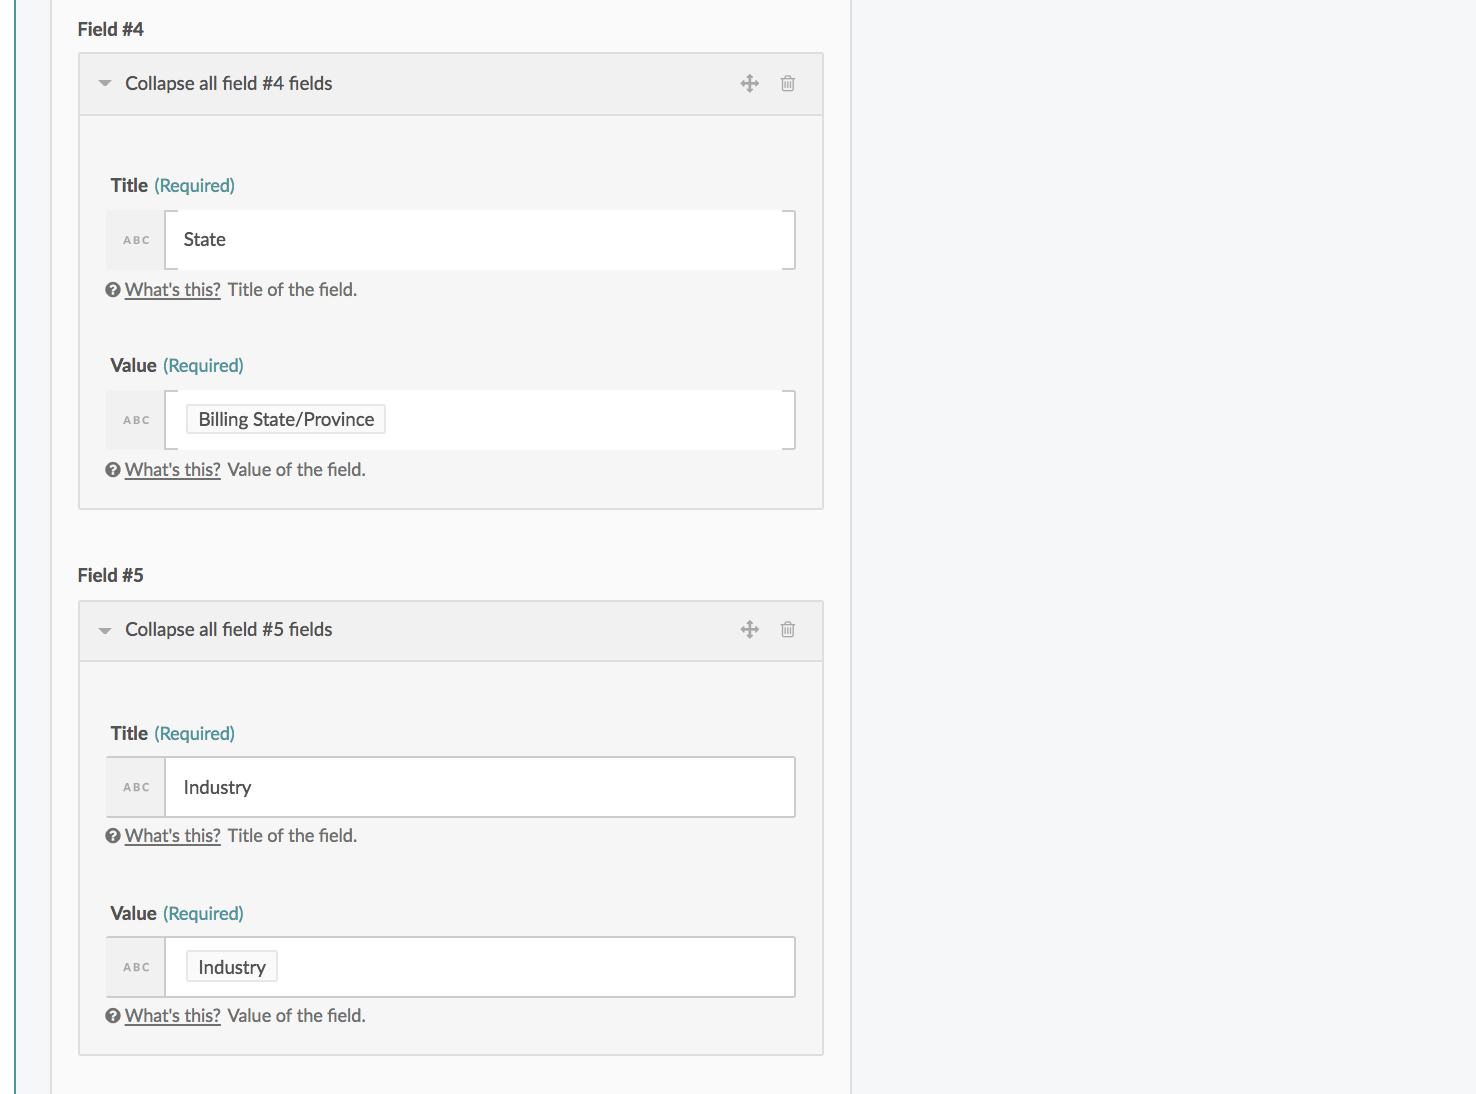 Field #4
Collapse all field #4 fields
Title (Required)
ABC State
What's this? Title of the field.
Value (Required)
ABC Billing State/Province
What's this? Value of the field.
Field #5
Collapse all field #5 fields
Title (Required)
ABC Industry
What's this? Title of the field.
Value (Required)
ABC Industry
What's this? Value of the field.